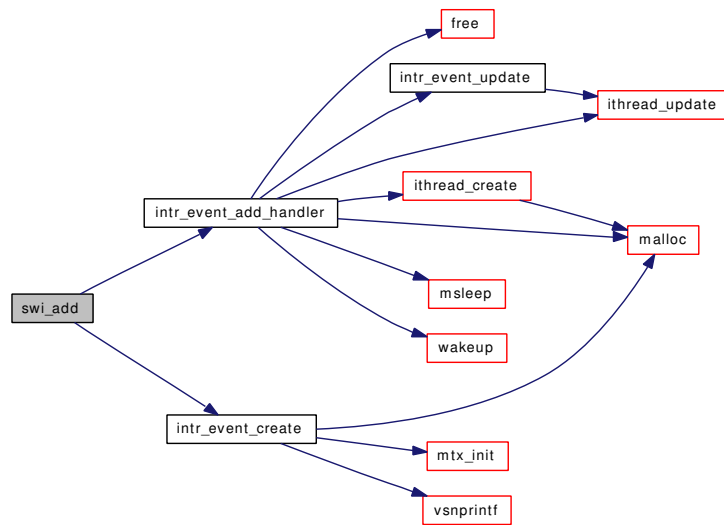 free
intr_event_update
ithread_update
ithread_create
intr_event_add_handler
malloc
msleep
swi_add
wakeup
intr_event_create
mtx_init
vsnprintf